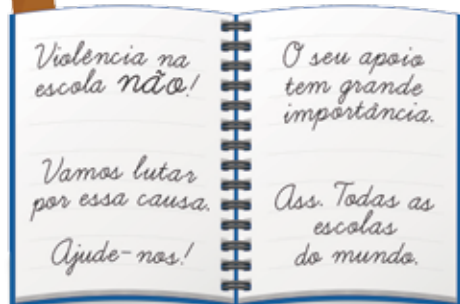 Violência na
escola não!
Vamos lutar
por essa causa.
Ajude-nos!
O seu apoio
tem grande
importância.
Ass. Todas as
escolas
do mundo.